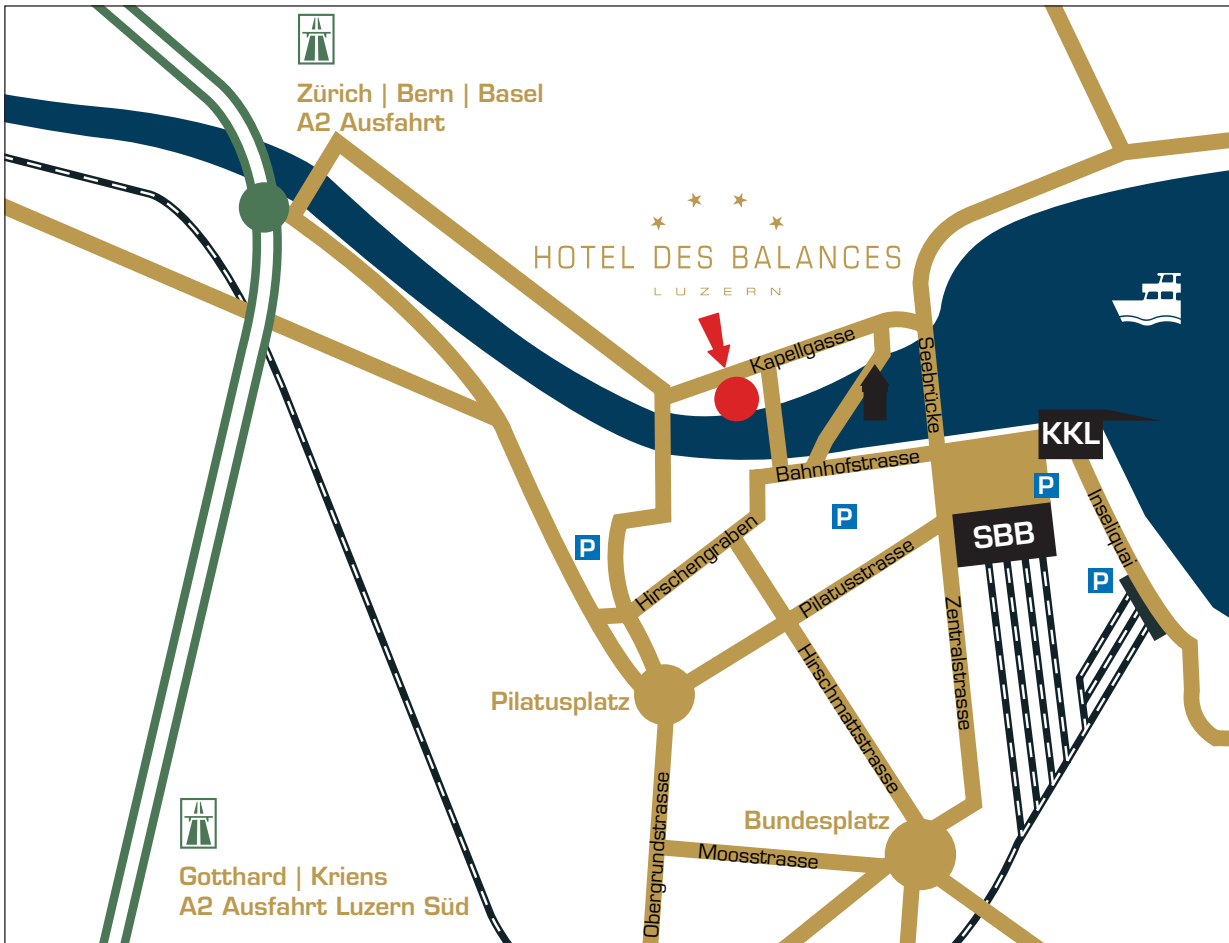 Zürich | Bern | Basel
A2 Ausfahrt
HOTEL DES BALANCES
LUZERN
Kapellgasse
Seebrücke
KKL
Bahnhofstrasse
P
P
P
P
Inseliquai
SBB
Hirschengraben
Pilatusstrasse
Zentralstrasse
Hirschmattstrasse
Pilatusplatz
Obergrundstrasse
Bundesplatz
Moosstrasse
Gotthard | Kriens
A2 Ausfahrt Luzern Süd